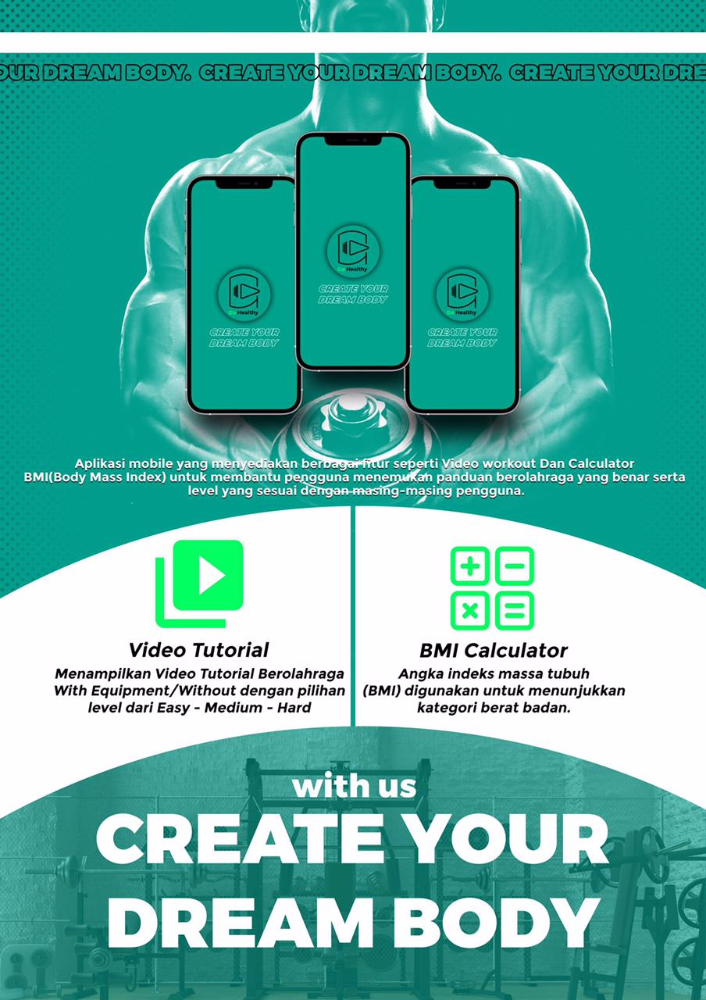 OUR DREAM BODY. CREATE YOUR DREAM BODY. CREATE YOUR DRE
Go Healthy
CREATE YOUR
DREAM BODY
Go Healthy
CREATE YOUR
DREAM BODY
Go Healthy
CREATE YOUR
DREAM BODY
Aplikasi mobile yang menyediakan berbagai fitur seperti Video workout Dan Calculator
BMI(Body Mass Index) untuk membantu pengguna menemukan panduan berolahraga yang benar serta
level yang sesuai dengan masing-masing pengguna.
Video Tutorial
Menampilkan Video Tutorial Berolahraga
With Equipment/Without dengan pilihan
level dari Easy - Medium - Hard
BMI Calculator
Angka indeks massa tubuh
(BMI) digunakan untuk menunjukkan
kategori berat badan.
with us
CREATE YOUR
DREAM BODY